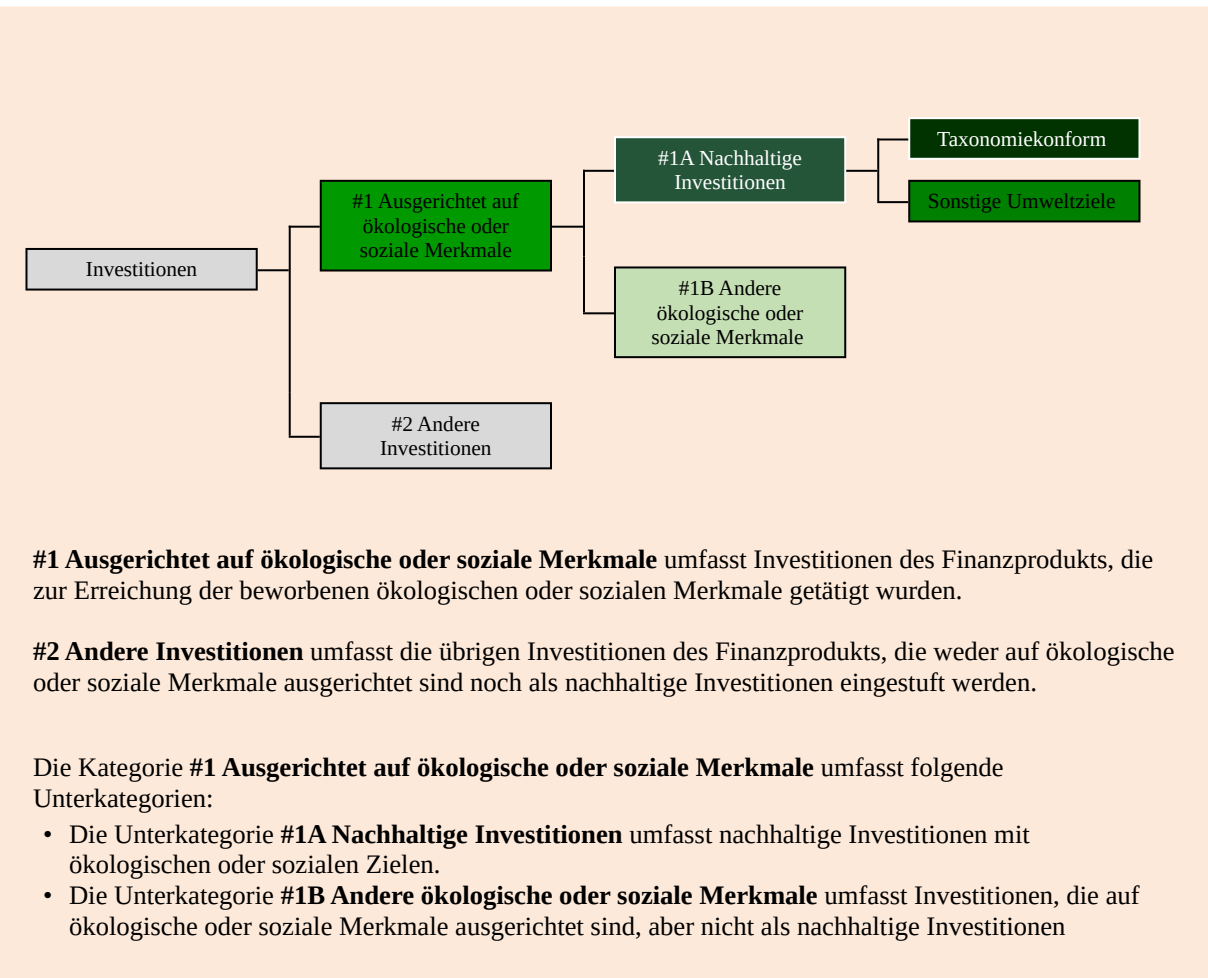 Taxonomiekonform
#1A Nachhaltige
Investitionen
#1 Ausgerichtet auf
ökologische oder
soziale Merkmale
Sonstige Umweltziele
Investitionen
#1B Andere
ökologische oder
soziale Merkmale
#2 Andere
Investitionen
#1 Ausgerichtet auf ökologische oder soziale Merkmale umfasst Investitionen des Finanzprodukts, die
zur Erreichung der beworbenen ökologischen oder sozialen Merkmale getätigt wurden.
#2 Andere Investitionen umfasst die übrigen Investitionen des Finanzprodukts, die weder auf ökologische
oder soziale Merkmale ausgerichtet sind noch als nachhaltige Investitionen eingestuft werden.
Die Kategorie #1 Ausgerichtet auf ökologische oder soziale Merkmale umfasst folgende
Unterkategorien:
• Die Unterkategorie #1A Nachhaltige Investitionen umfasst nachhaltige Investitionen mit
ökologischen oder sozialen Zielen.
• Die Unterkategorie #1B Andere ökologische oder soziale Merkmale umfasst Investitionen, die auf
ökologische oder soziale Merkmale ausgerichtet sind, aber nicht als nachhaltige Investitionen